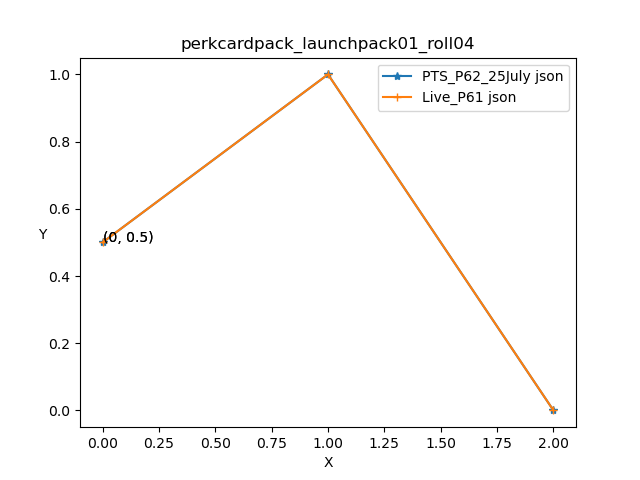 perkcardpack_launchpack01_roll04
PTS_P62_25July json
Live_P61 json
1.0
0.8
0.6
0.4
0.2
0.0
Y
(0, 0.5)
0.00 0.25 0.50 0.75 1.00 1.25 1.50 1.75 2.00
X